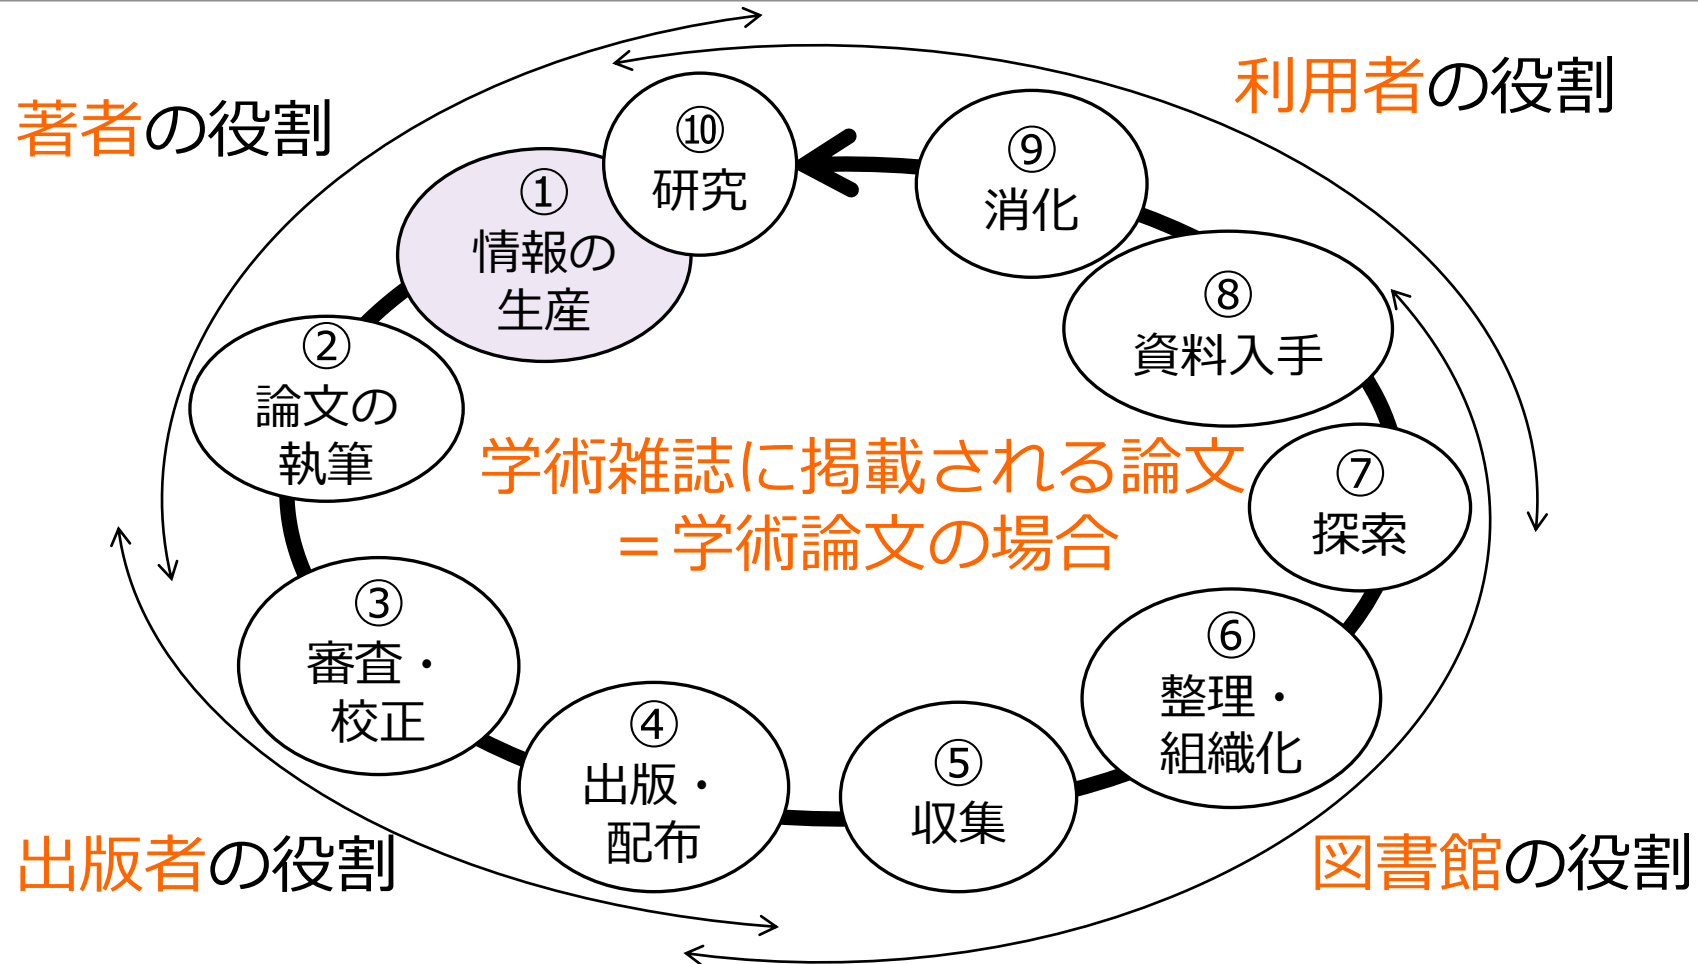 著者の役割
利用者の役割
⑩
研究
⑨
消化
①
情報の
生産
⑧
資料入手
②
論文の
執筆
学術雑誌に掲載される論文
＝学術論文の場合
⑦
探索
③
審査・
校正
⑥
整理・
組織化
④
出版・
配布
⑤
収集
出版者の役割
図書館の役割